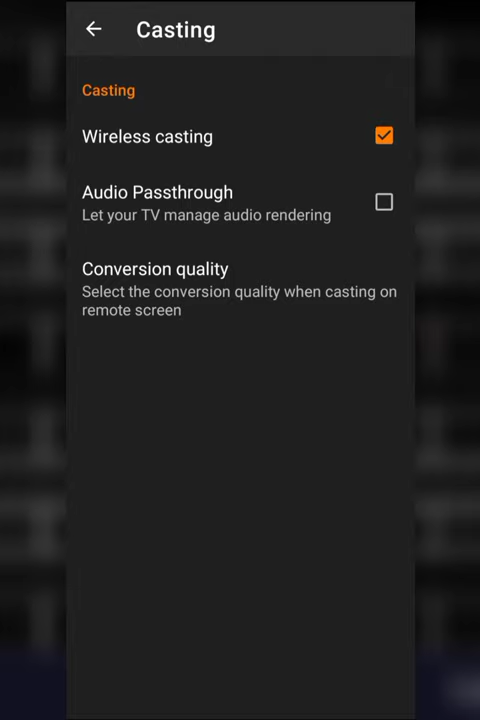 Casting
Casting
Wireless casting
Audio Passthrough
Let your TV manage audio rendering
Conversion quality
Select the conversion quality when casting on
remote screen